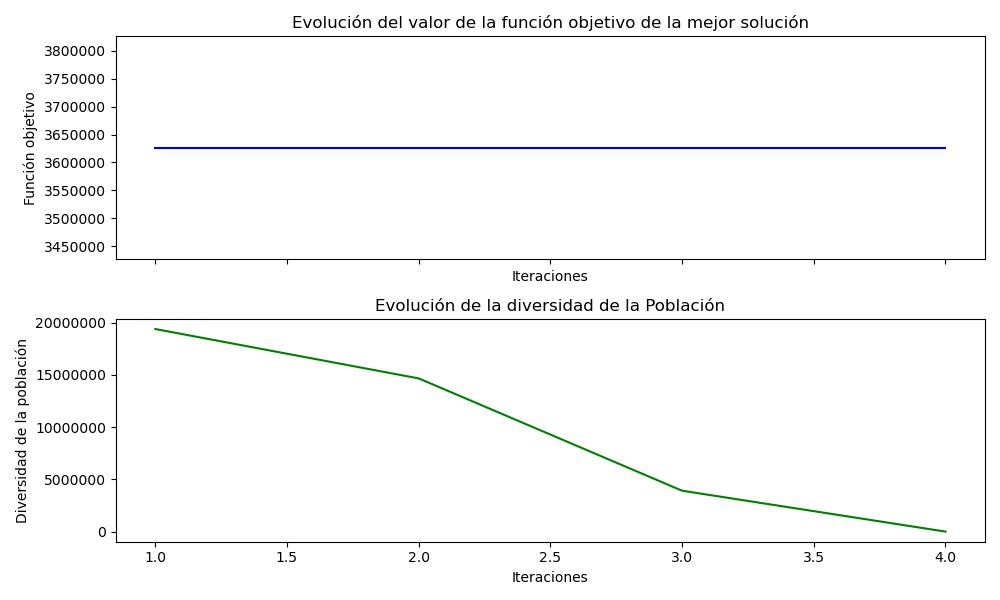 Evolución del valor de la función objetivo de la mejor solución
3800000
3750000
3700000
3650000
3600000
3550000
3500000
3450000
Función objetivo
Iteraciones
Evolución de la diversidad de la Población
20000000
15000000
10000000
5000000
0
Diversidad de la población
1.0 1.5 2.0 2.5 3.0 3.5 4.0
Iteraciones